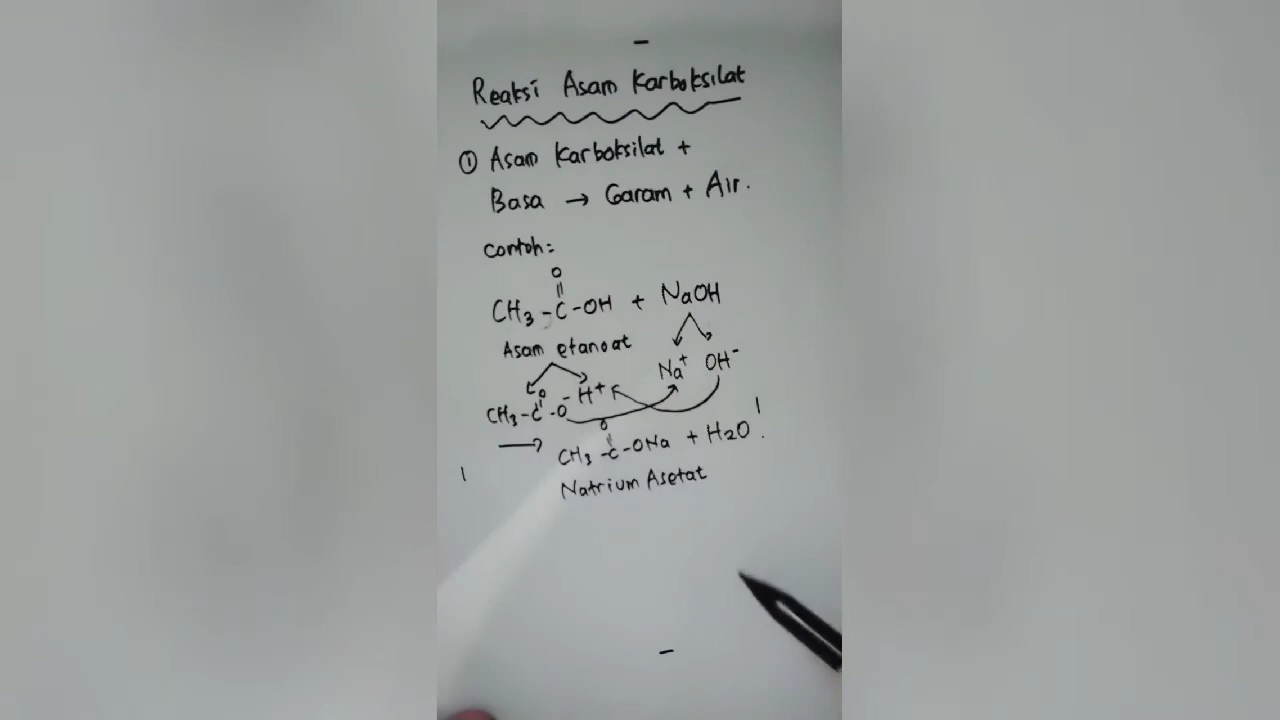 Reaksi Asam Karboksilat
① Asam Karboksilat +
Basa → Garam + Air.
Contoh:
O
||
CH₃ - C - OH + NaOH
Asam etanoat
Na⁺ OH⁻
O
||
CH₃ - C - O⁻ H⁺
O
||
→ CH₃ - C - ONa + H₂O
Natrium Asetat